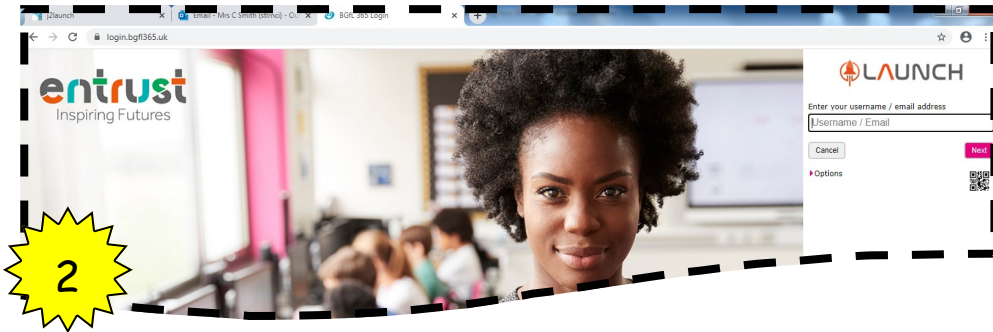 j2launch
Email - Mrs C Smith (stfmcl) - Ou
BGfL 365 Login
login.bgfl365.uk
entrust
Inspiring Futures
LAUNCH
Enter your username / email address
Username / Email
Cancel
Next
Options
2